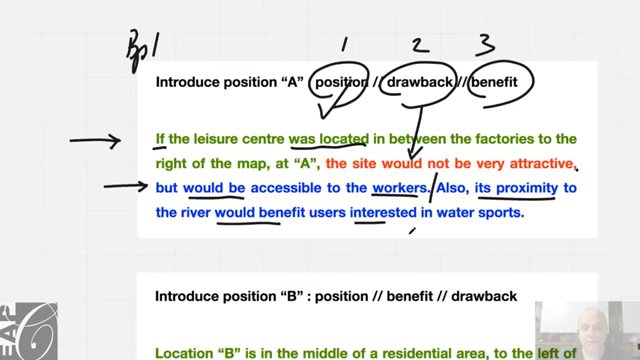 Bp1
1 2 3
Introduce position “A” position // drawback // benefit
If the leisure centre was located in between the factories to the
right of the map, at “A”, the site would not be very attractive,
but would be accessible to the workers. Also, its proximity to
the river would benefit users interested in water sports.
Introduce position “B” : position // benefit // drawback
Location “B” is in the middle of a residential area, to the left of
EAP